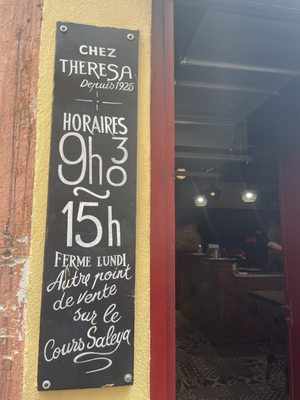 CHEZ
THERESA
Depuis 1925
HORAIRES
9h30
~
15h
FERME LUNDI
Autre point
de vente
sur le
Cours Saleya